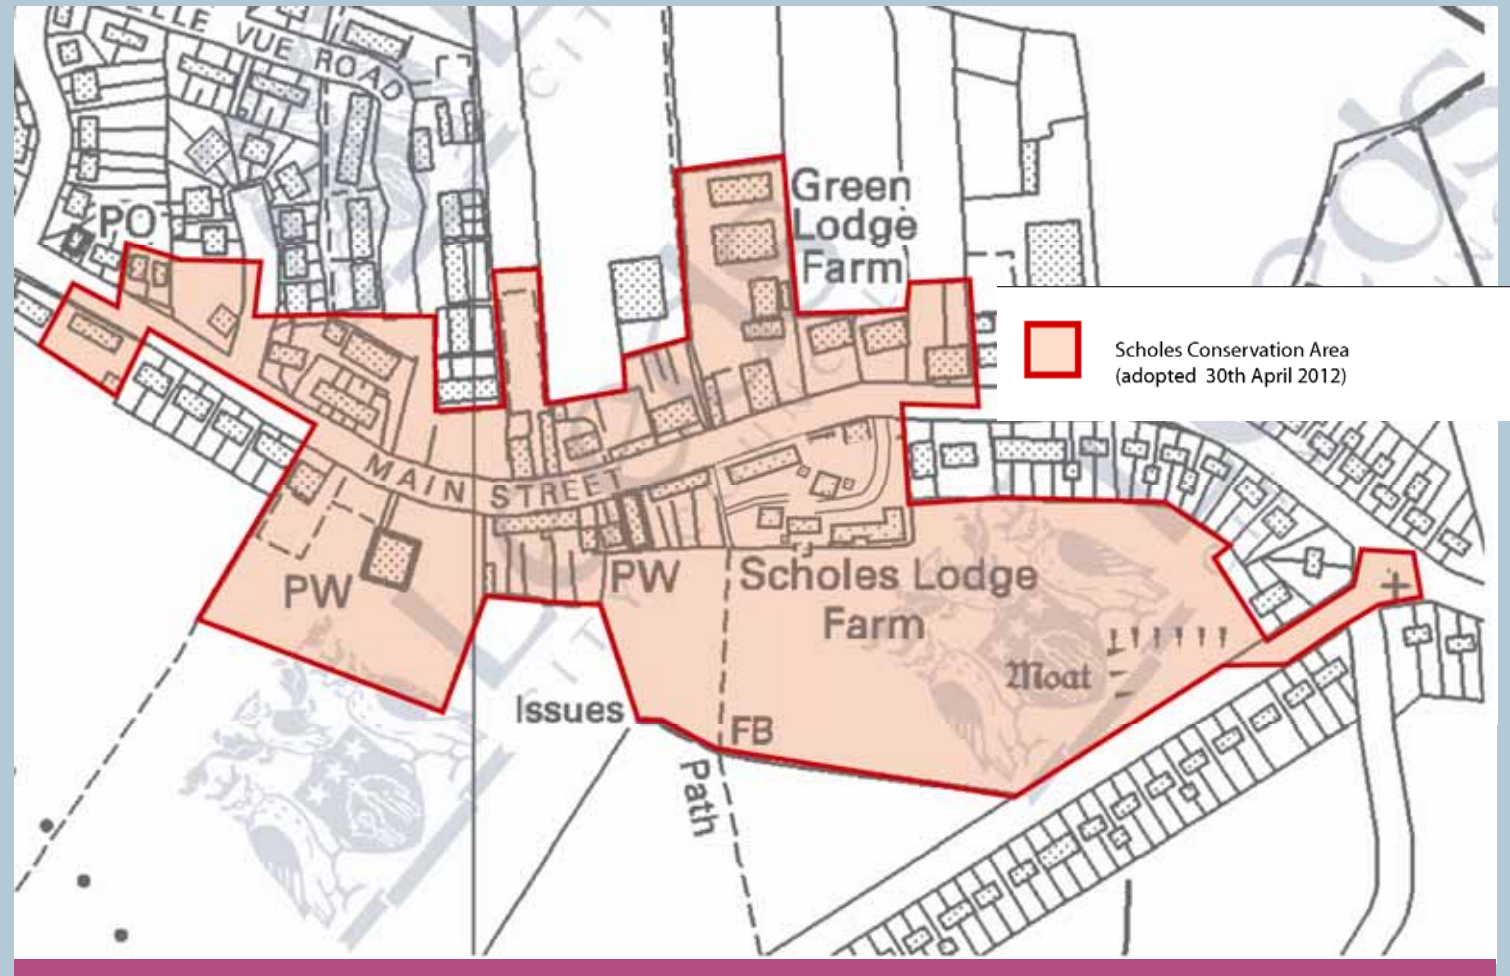 ELLE VUE ROAD
PO
Green
Lodge
Farm
Scholes Conservation Area
(adopted 30th April 2012)
MAIN STREET
PW
PW
Scholes Lodge
Farm
Moat
Issues
FB
Path